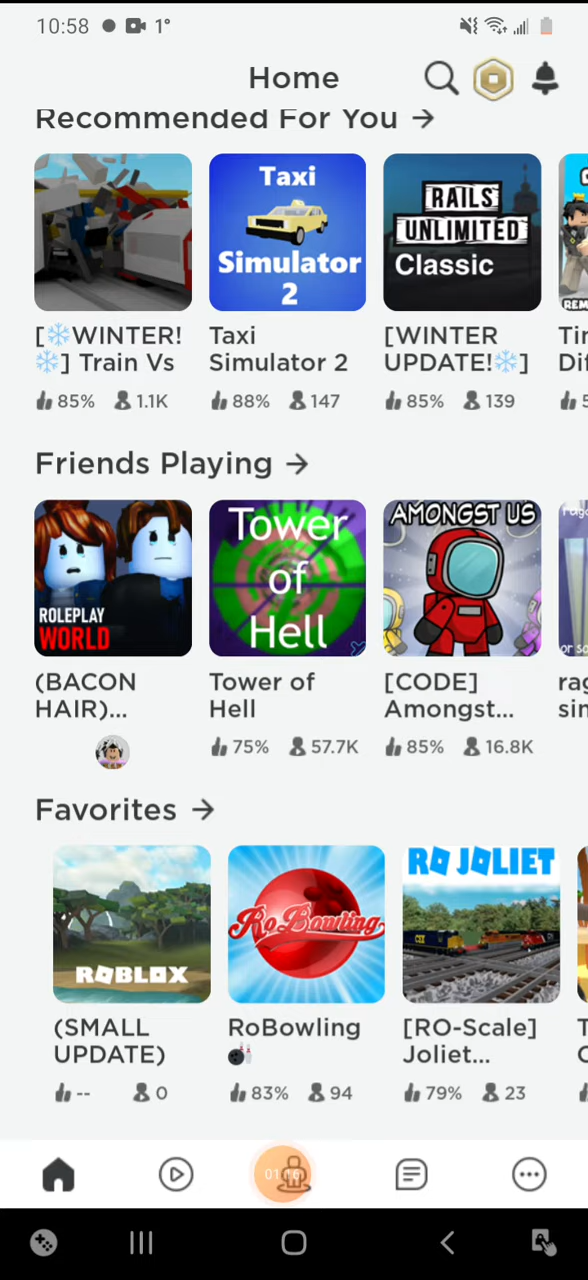 10:58
1°
Home
Recommended For You →
Taxi
Simulator
2
RAILS
UNLIMITED
Classic
[❄️WINTER!
❄️] Train Vs
85% 1.1K
Taxi
Simulator 2
88% 147
[WINTER
UPDATE!❄️]
85% 139
Friends Playing →
ROLEPLAY
WORLD
Tower
of
Hell
AMONGST US
(BACON
HAIR)...
Tower of
Hell
75% 57.7K
[CODE]
Amongst...
85% 16.8K
Favorites →
ROBLOX
RoBowling
RO JOLIET
(SMALL
UPDATE)
-- 0
RoBowling
🎳
83% 94
[RO-Scale]
Joliet...
79% 23
01:16